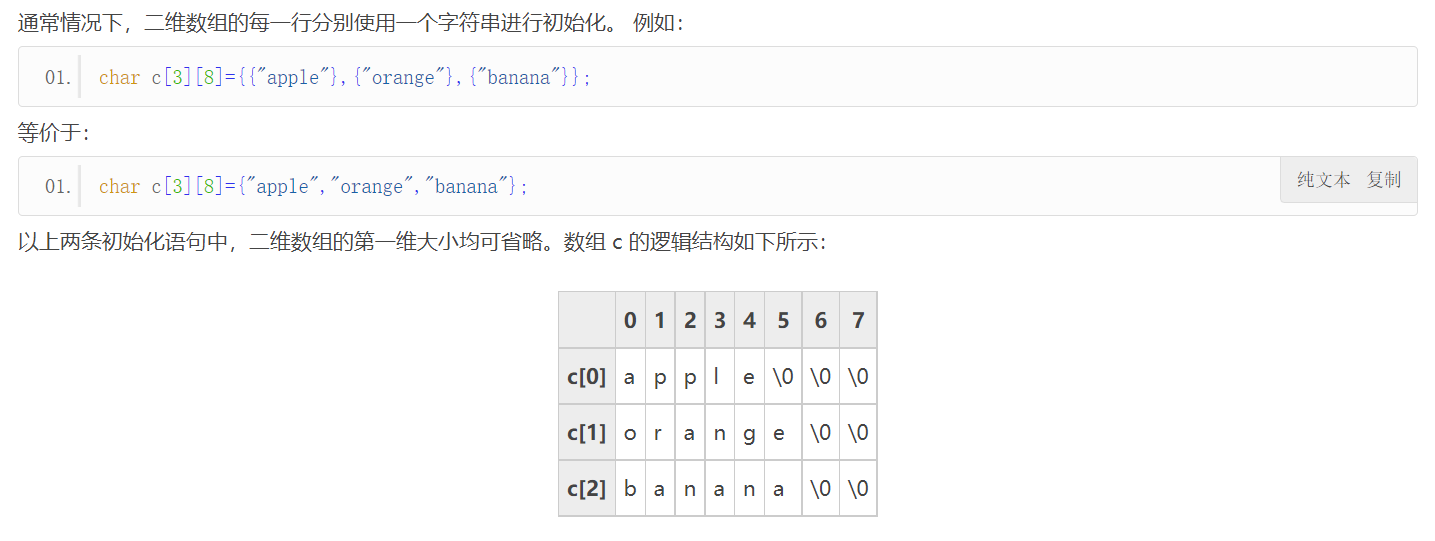 通常情况下，二维数组的每一行分别使用一个字符串进行初始化。 例如：
01. char c[3][8]={{"apple"},{"orange"},{"banana"}};
等价于：
纯文本 复制
01. char c[3][8]={"apple","orange","banana"};
以上两条初始化语句中，二维数组的第一维大小均可省略。数组 c 的逻辑结构如下所示：
0 1 2 3 4 5 6 7
c[0] a p p l e \0 \0 \0
c[1] o r a n g e \0 \0
c[2] b a n a n a \0 \0